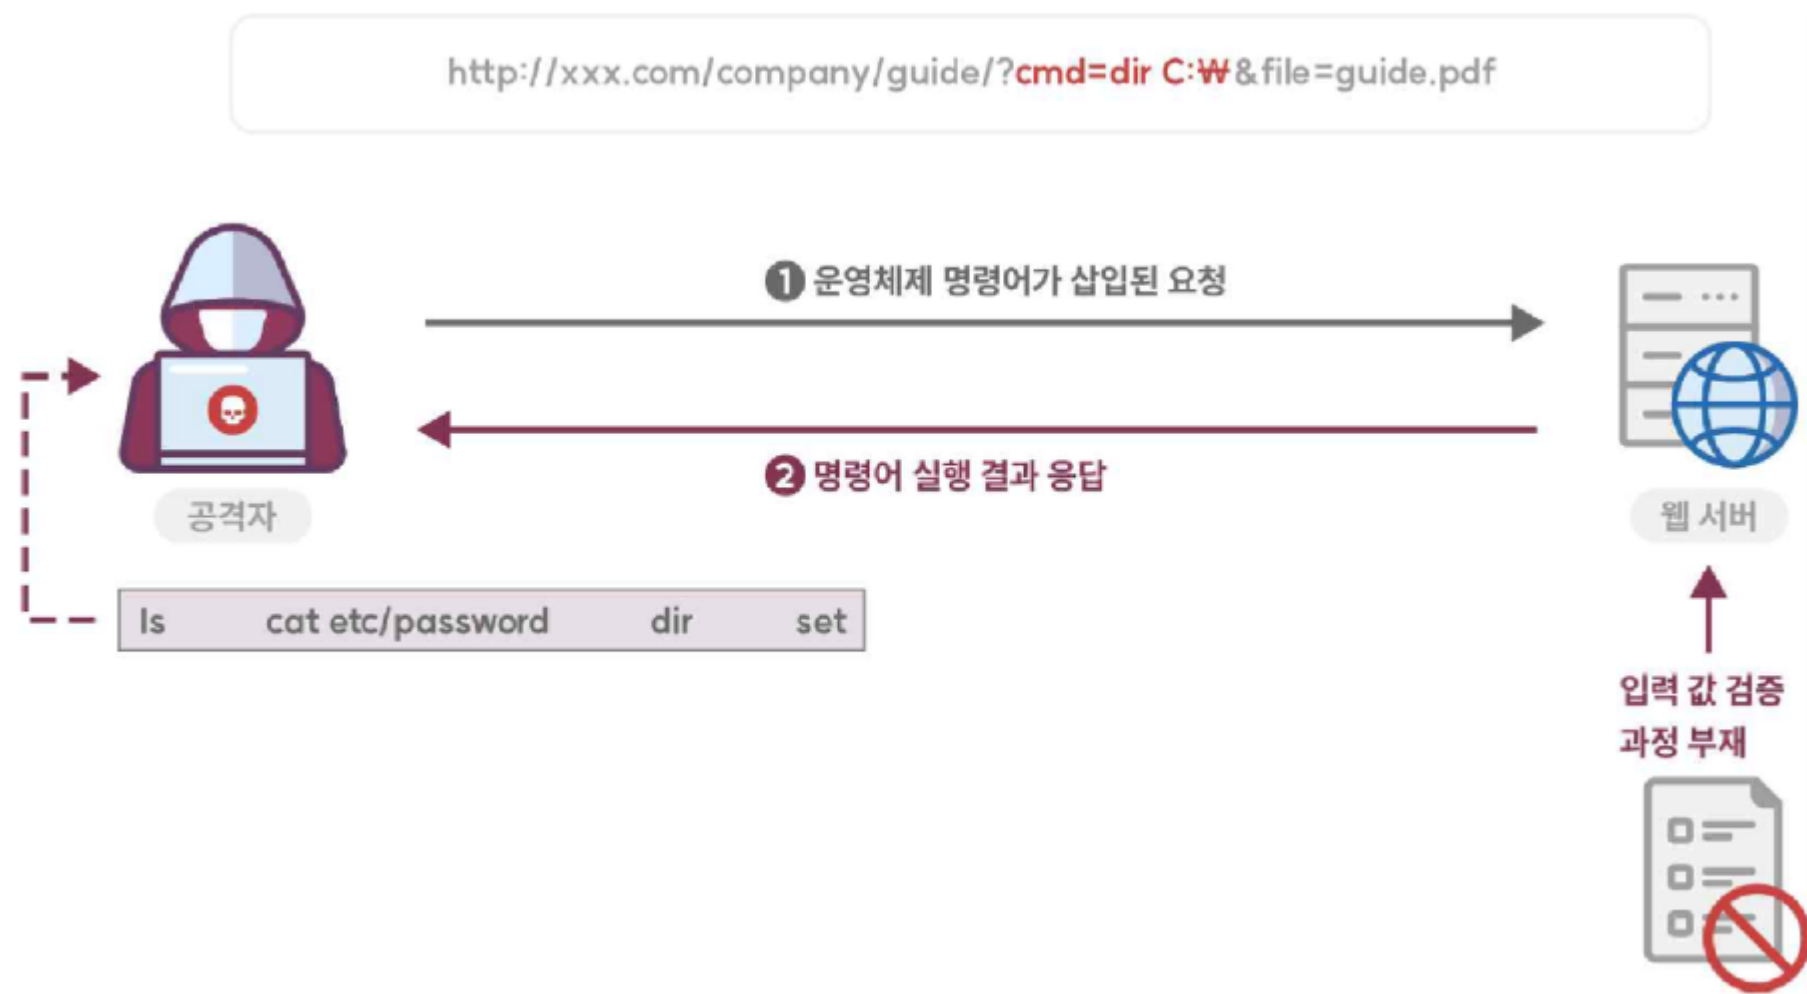 http://xxx.com/company/guide/?cmd=dir C:₩&file=guide.pdf
❶ 운영체제 명령어가 삽입된 요청
❷ 명령어 실행 결과 응답
공격자
웹 서버
ls cat etc/password dir set
입력 값 검증
과정 부재